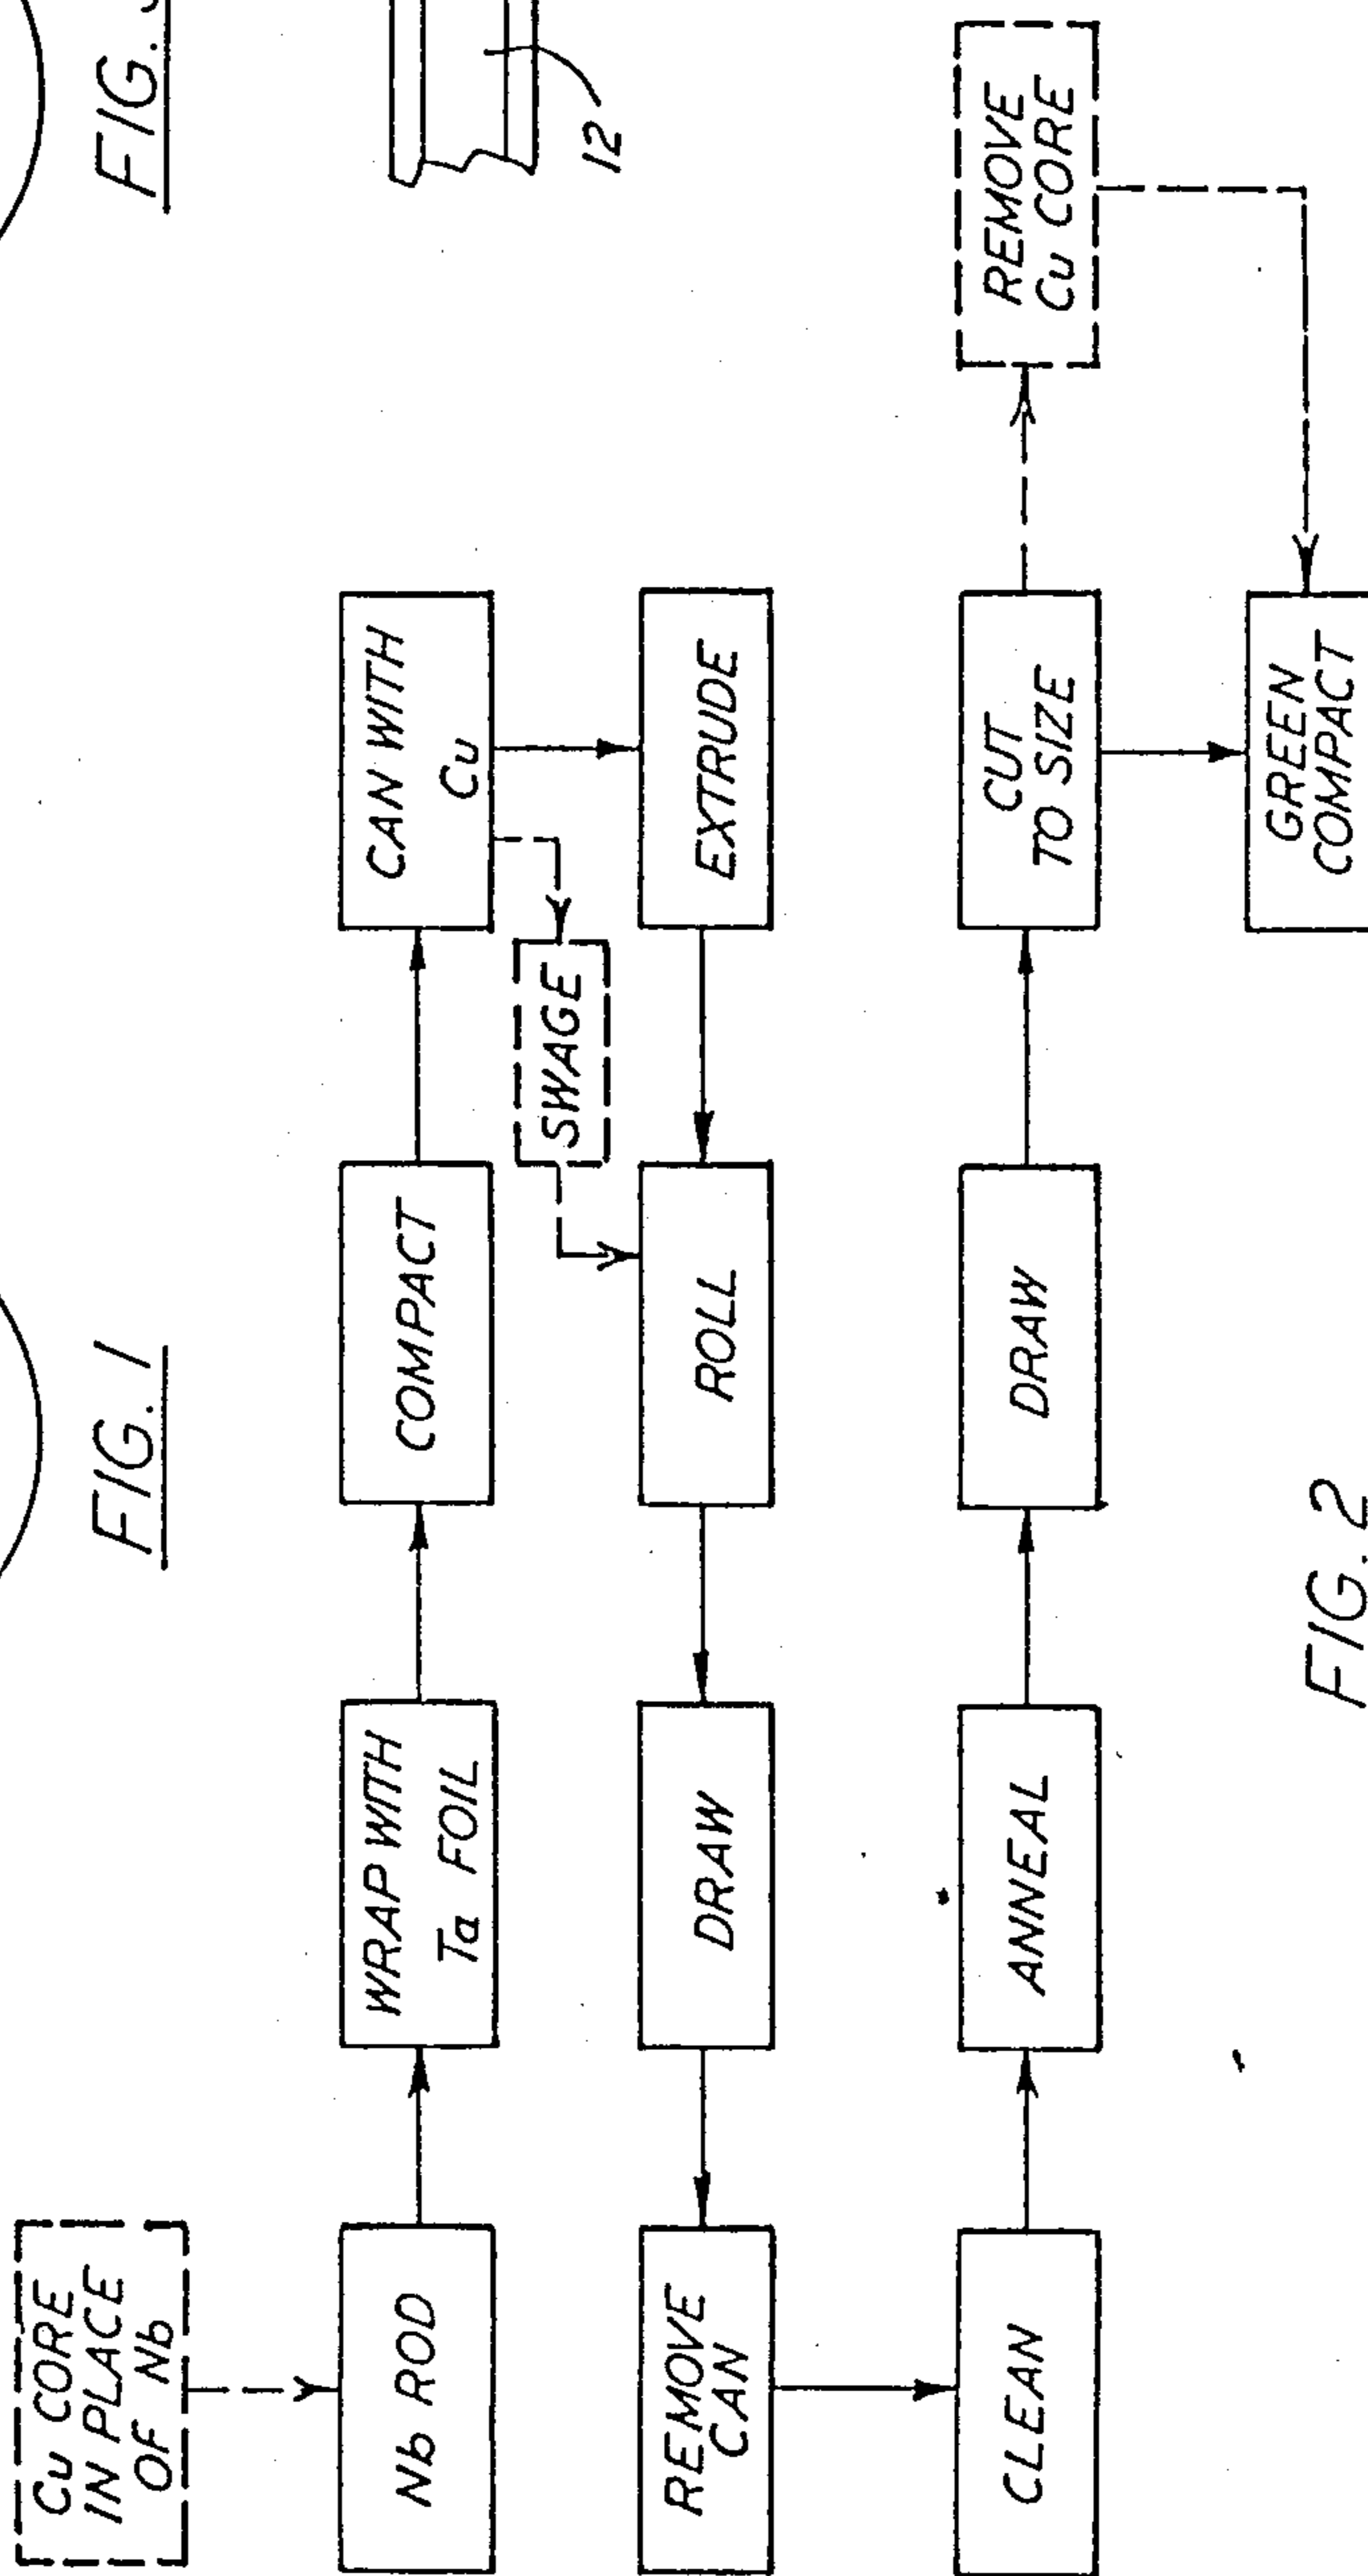 FIG. 1
FIG.
12
Cu CORE
IN PLACE
OF Nb
Nb ROD
WRAP WITH
Ta FOIL
COMPACT
CAN WITH
Cu
SWAGE
EXTRUDE
ROLL
DRAW
REMOVE
CAN
CLEAN
ANNEAL
DRAW
CUT
TO SIZE
REMOVE
Cu CORE
GREEN
COMPACT
FIG. 2